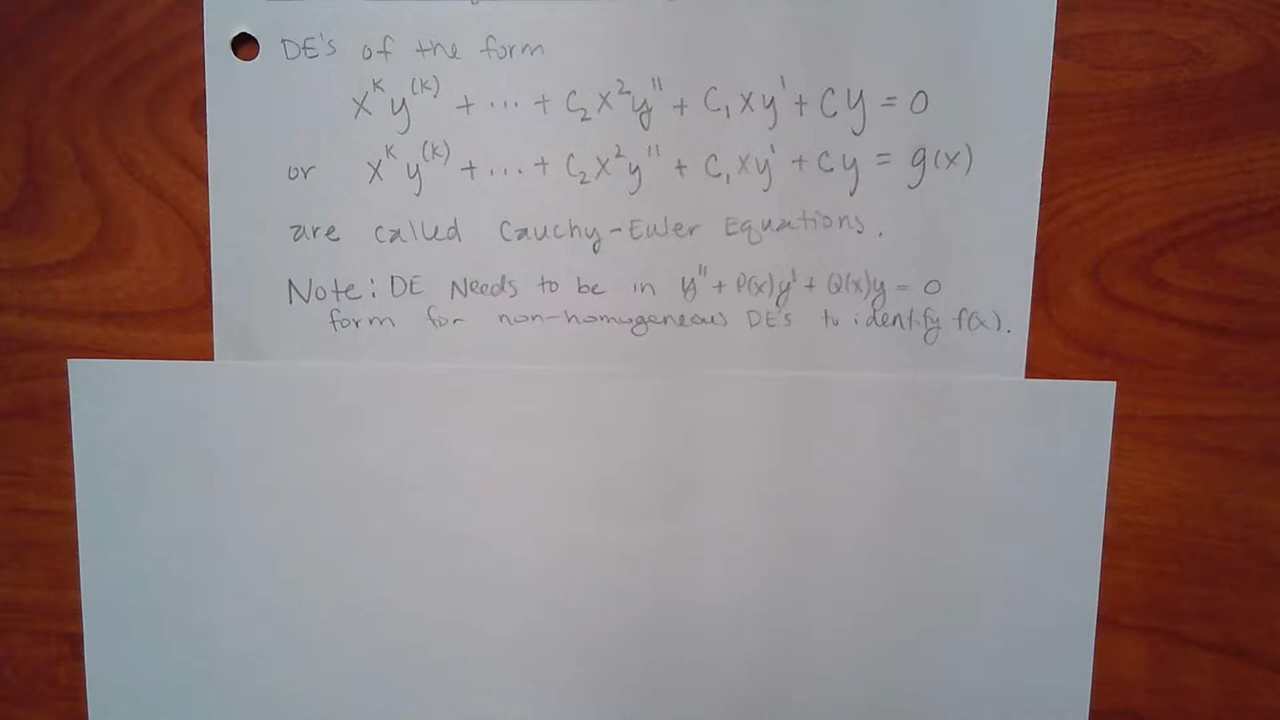 DE's of the form
x^k y^(k) + ... + C₂x²y'' + C₁xy' + Cy = 0
or x^k y^(k) + ... + C₂x²y'' + C₁xy' + Cy = g(x)
are called Cauchy-Euler Equations.
Note: DE Needs to be in y'' + P(x)y' + Q(x)y = 0
form for non-homogeneous DE's to identify f(x).